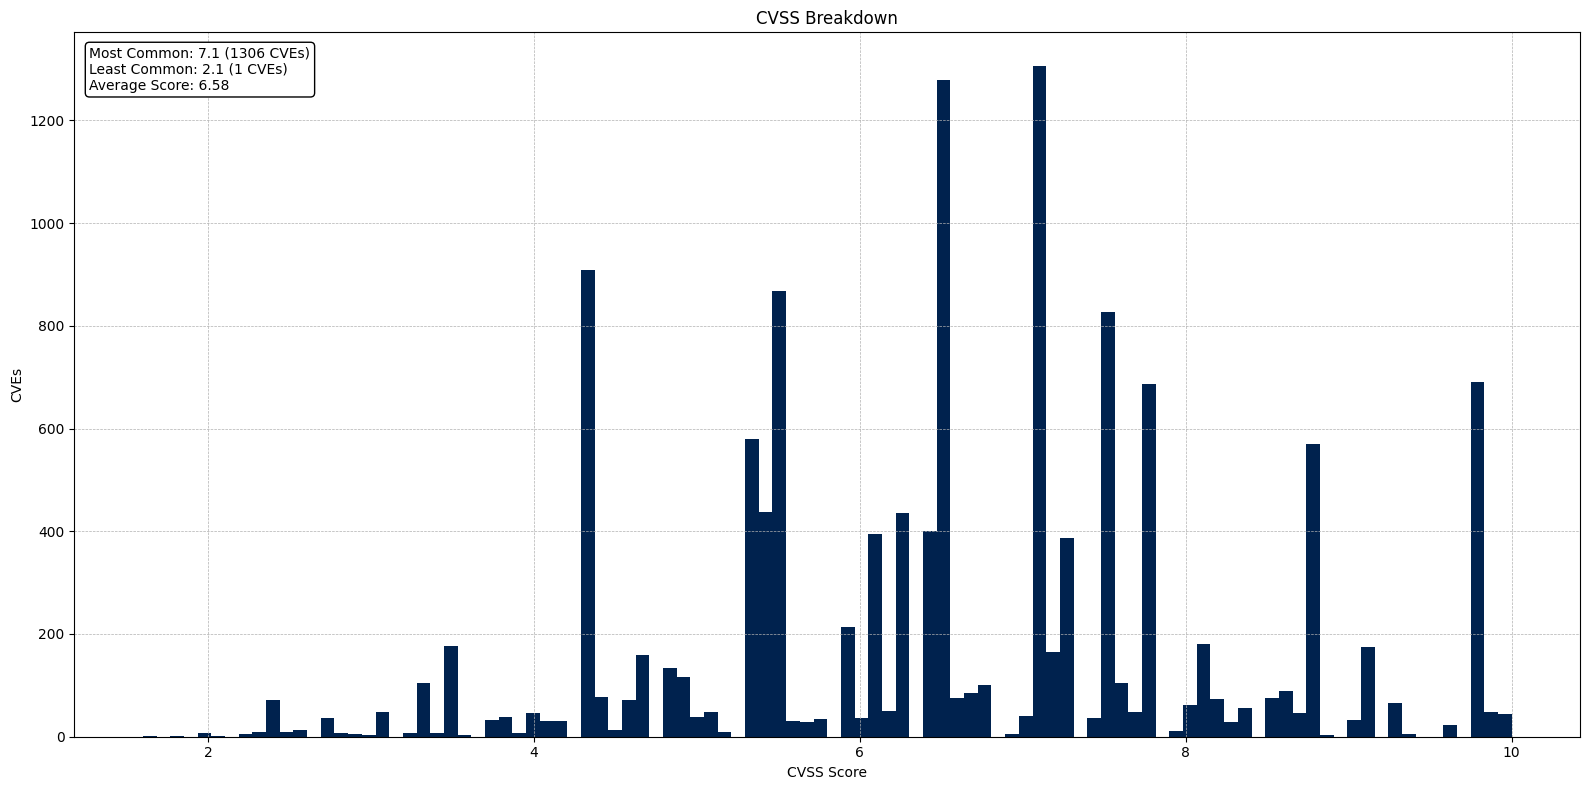 CVSS Breakdown
Most Common: 7.1 (1306 CVEs)
Least Common: 2.1 (1 CVEs)
Average Score: 6.58
1200
1000
800
600
400
200
0
CVEs
2
4
6
8
10
CVSS Score